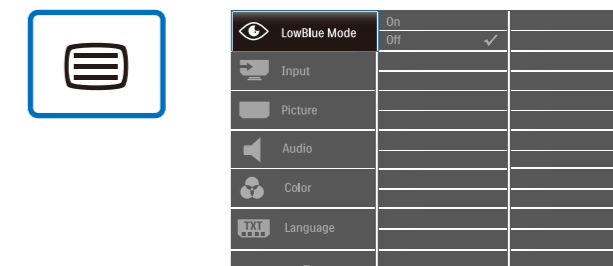 LowBlue Mode
On
Off
Input
Picture
Audio
Color
TXT
Language